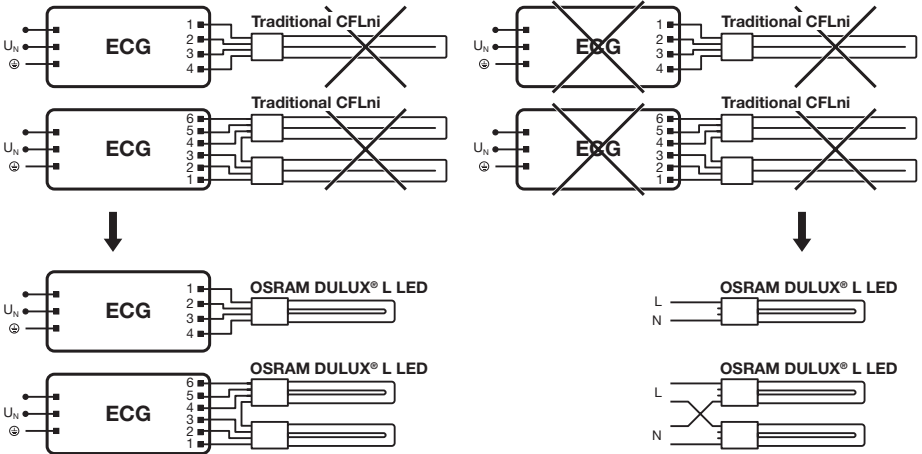 1
2
3
4
U_N
ECG
Traditional CFLni
6
5
4
3
2
1
U_N
ECG
Traditional CFLni
1
2
3
4
U_N
ECG
Traditional CFLni
6
5
4
3
2
1
U_N
ECG
Traditional CFLni
1
2
3
4
U_N
ECG
OSRAM DULUX® L LED
6
5
4
3
2
1
U_N
ECG
OSRAM DULUX® L LED
OSRAM DULUX® L LED
L
N
OSRAM DULUX® L LED
L
N